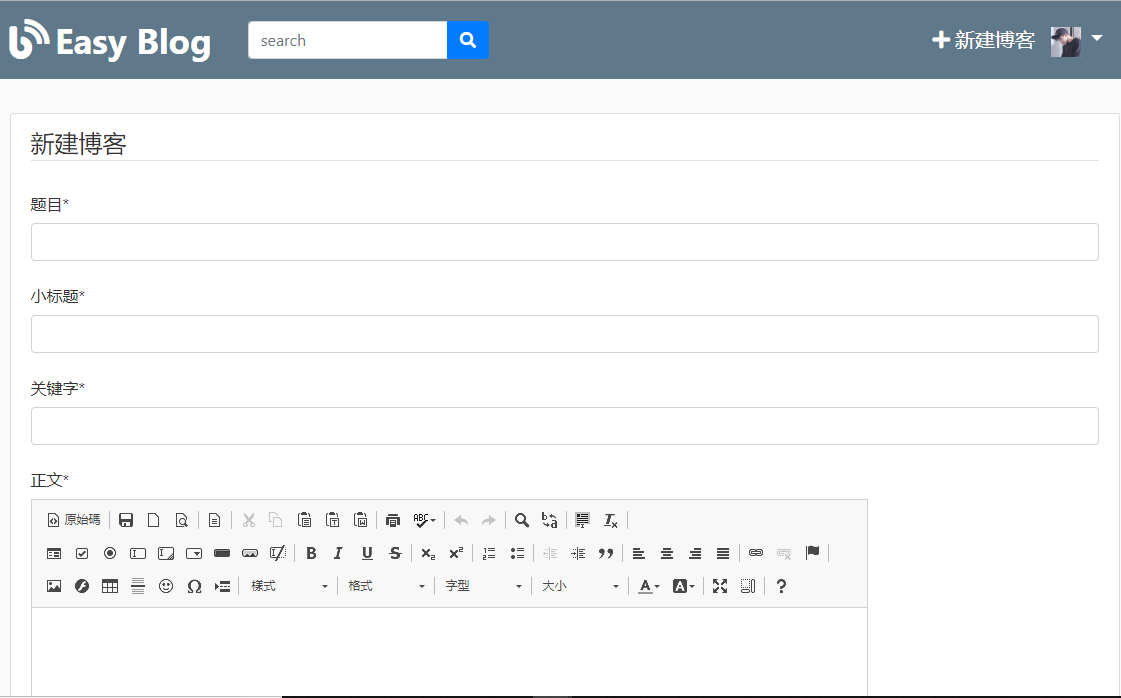 Easy Blog
search
新建博客
新建博客
题目*
小标题*
关键字*
正文*
原始碼
樣式 格式 字型 大小